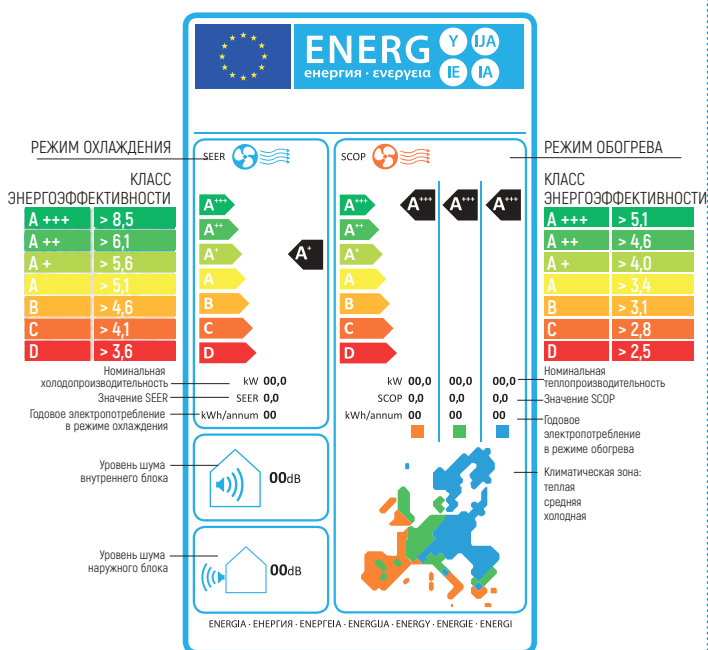 ENERG
Y IJA
IE IA
енергия · ενεργεια
РЕЖИМ ОХЛАЖДЕНИЯ
КЛАСС
ЭНЕРГОЭФФЕКТИВНОСТИ
A +++ > 8,5
A ++ > 6,1
A + > 5,6
A > 5,1
B > 4,6
C > 4,1
D > 3,6
Номинальная
холодопроизводительность
Значение SEER
Годовое электропотребление
в режиме охлаждения
Уровень шума
внутреннего блока
Уровень шума
наружного блока
SEER
A+++
A++
A+
A
B
C
D
A+
kW 00,0
SEER 0,0
kWh/annum 00
00dB
00dB
SCOP
A+++
A++
A+
A
B
C
D
A+++ A+++ A+++
kW 00,0 00,0 00,0
SCOP 0,0 0,0 0,0
kWh/annum 00 00 00
РЕЖИМ ОБОГРЕВА
КЛАСС
ЭНЕРГОЭФФЕКТИВНОСТИ
A +++ > 5,1
A ++ > 4,6
A + > 4,0
A > 3,4
B > 3,1
C > 2,8
D > 2,5
Номинальная
теплопроизводительность
Значение SCOP
Годовое
электропотребление
в режиме обогрева
Климатическая зона:
теплая
средняя
холодная
ENERGIA · ЕНЕРГИЯ · ΕΝΕΡΓΕΙΑ · ENERGIJA · ENERGY · ENERGIE · ENERGI